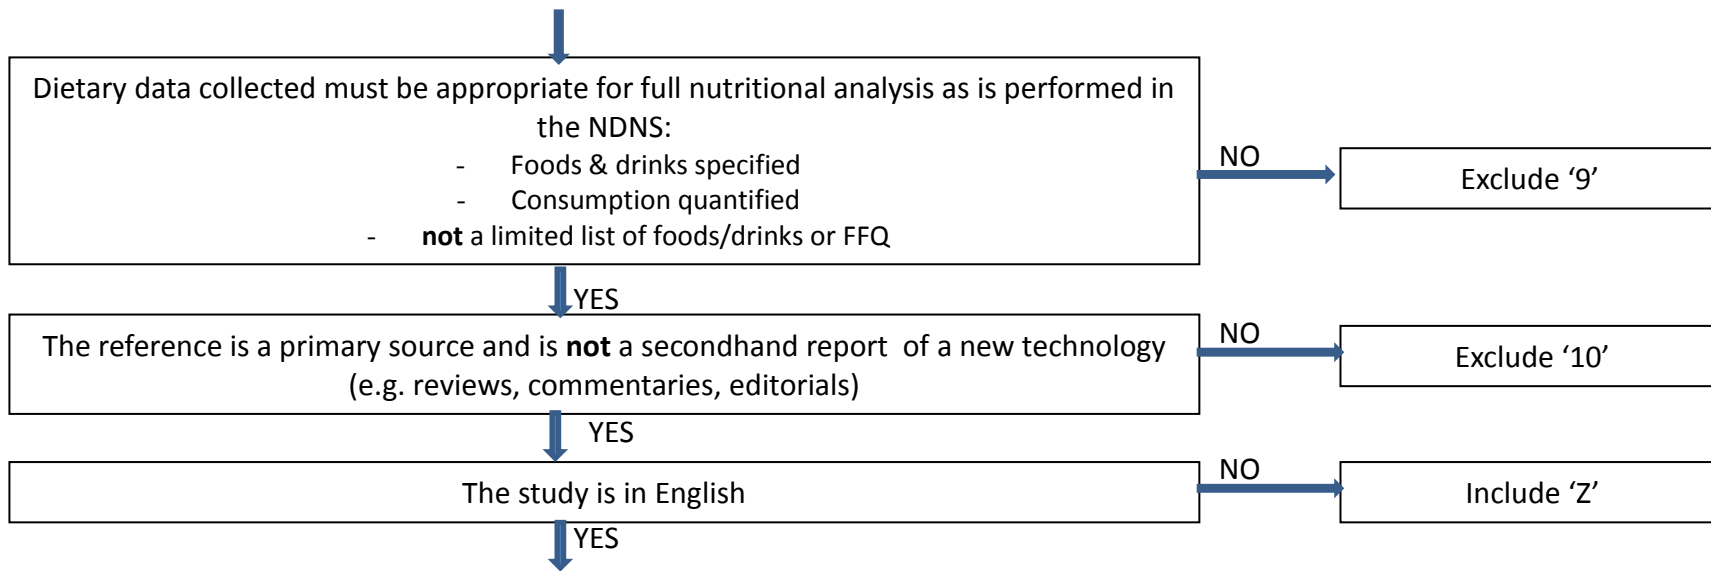 Dietary data collected must be appropriate for full nutritional analysis as is performed in
the NDNS:
- Foods & drinks specified
- Consumption quantified
- not a limited list of foods/drinks or FFQ
NO
Exclude ‘9’
YES
The reference is a primary source and is not a secondhand report of a new technology
(e.g. reviews, commentaries, editorials)
NO
Exclude ‘10’
YES
The study is in English
NO
Include ‘Z’
YES